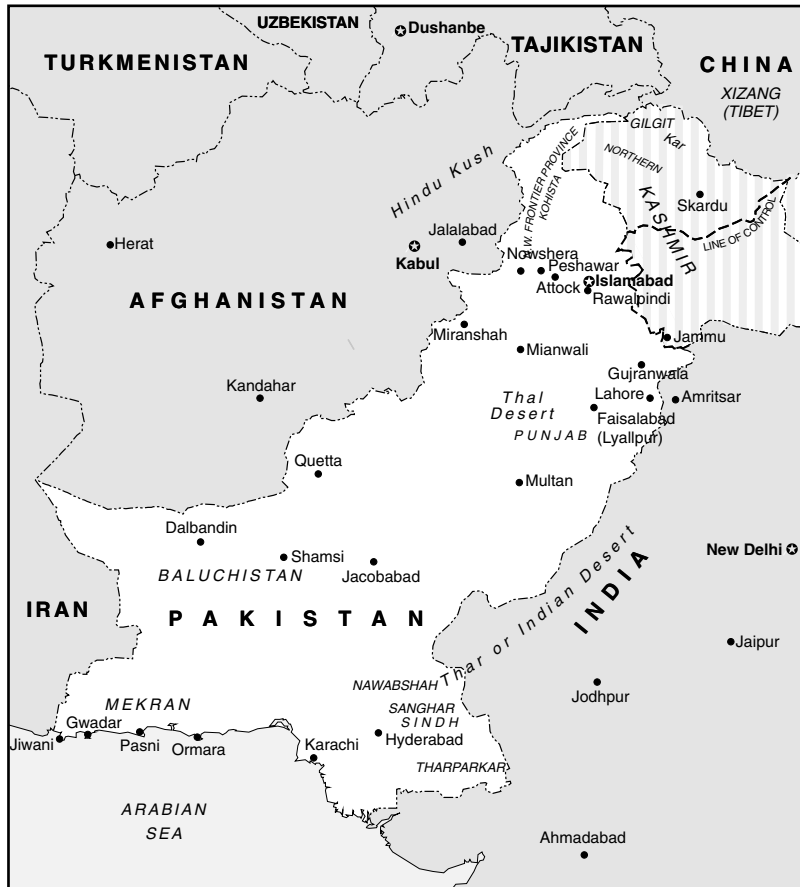 UZBEKISTAN
Dushanbe
TAJIKISTAN
TURKMENISTAN
CHINA
XIZANG
(TIBET)
GILGIT
Kar
NORTHERN
N.W. FRONTIER PROVINCE
KOHISTA
Hindu Kush
KASHMIR
Skardu
LINE OF CONTROL
Jalalabad
Herat
Kabul
Nowshera
Peshawar
Attock
Islamabad
Rawalpindi
AFGHANISTAN
Miranshah
Mianwali
Jammu
Gujranwala
Kandahar
Thal
Desert
Lahore
Amritsar
Faisalabad
(Lyallpur)
PUNJAB
Quetta
Multan
Dalbandin
Shamsi
Jacobabad
BALUCHISTAN
New Delhi
Thar or Indian Desert
INDIA
IRAN
PAKISTAN
Jaipur
NAWABSHAH
Jodhpur
MEKRAN
SANGHAR
SINDH
Gwadar
Jiwani
Pasni
Ormara
Karachi
Hyderabad
THARPARKAR
ARABIAN
SEA
Ahmadabad